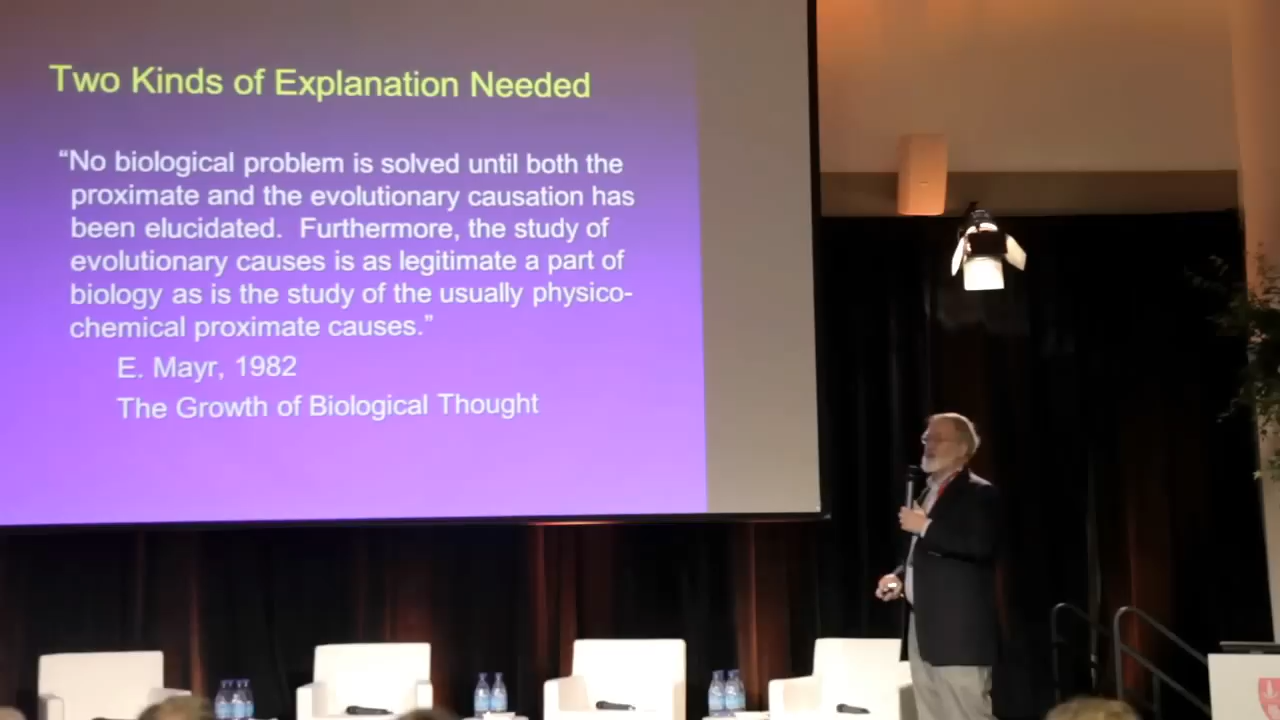 Two Kinds of Explanation Needed
“No biological problem is solved until both the
proximate and the evolutionary causation has
been elucidated.  Furthermore, the study of
evolutionary causes is as legitimate a part of
biology as is the study of the usually physico-
chemical proximate causes.”
E. Mayr, 1982
The Growth of Biological Thought